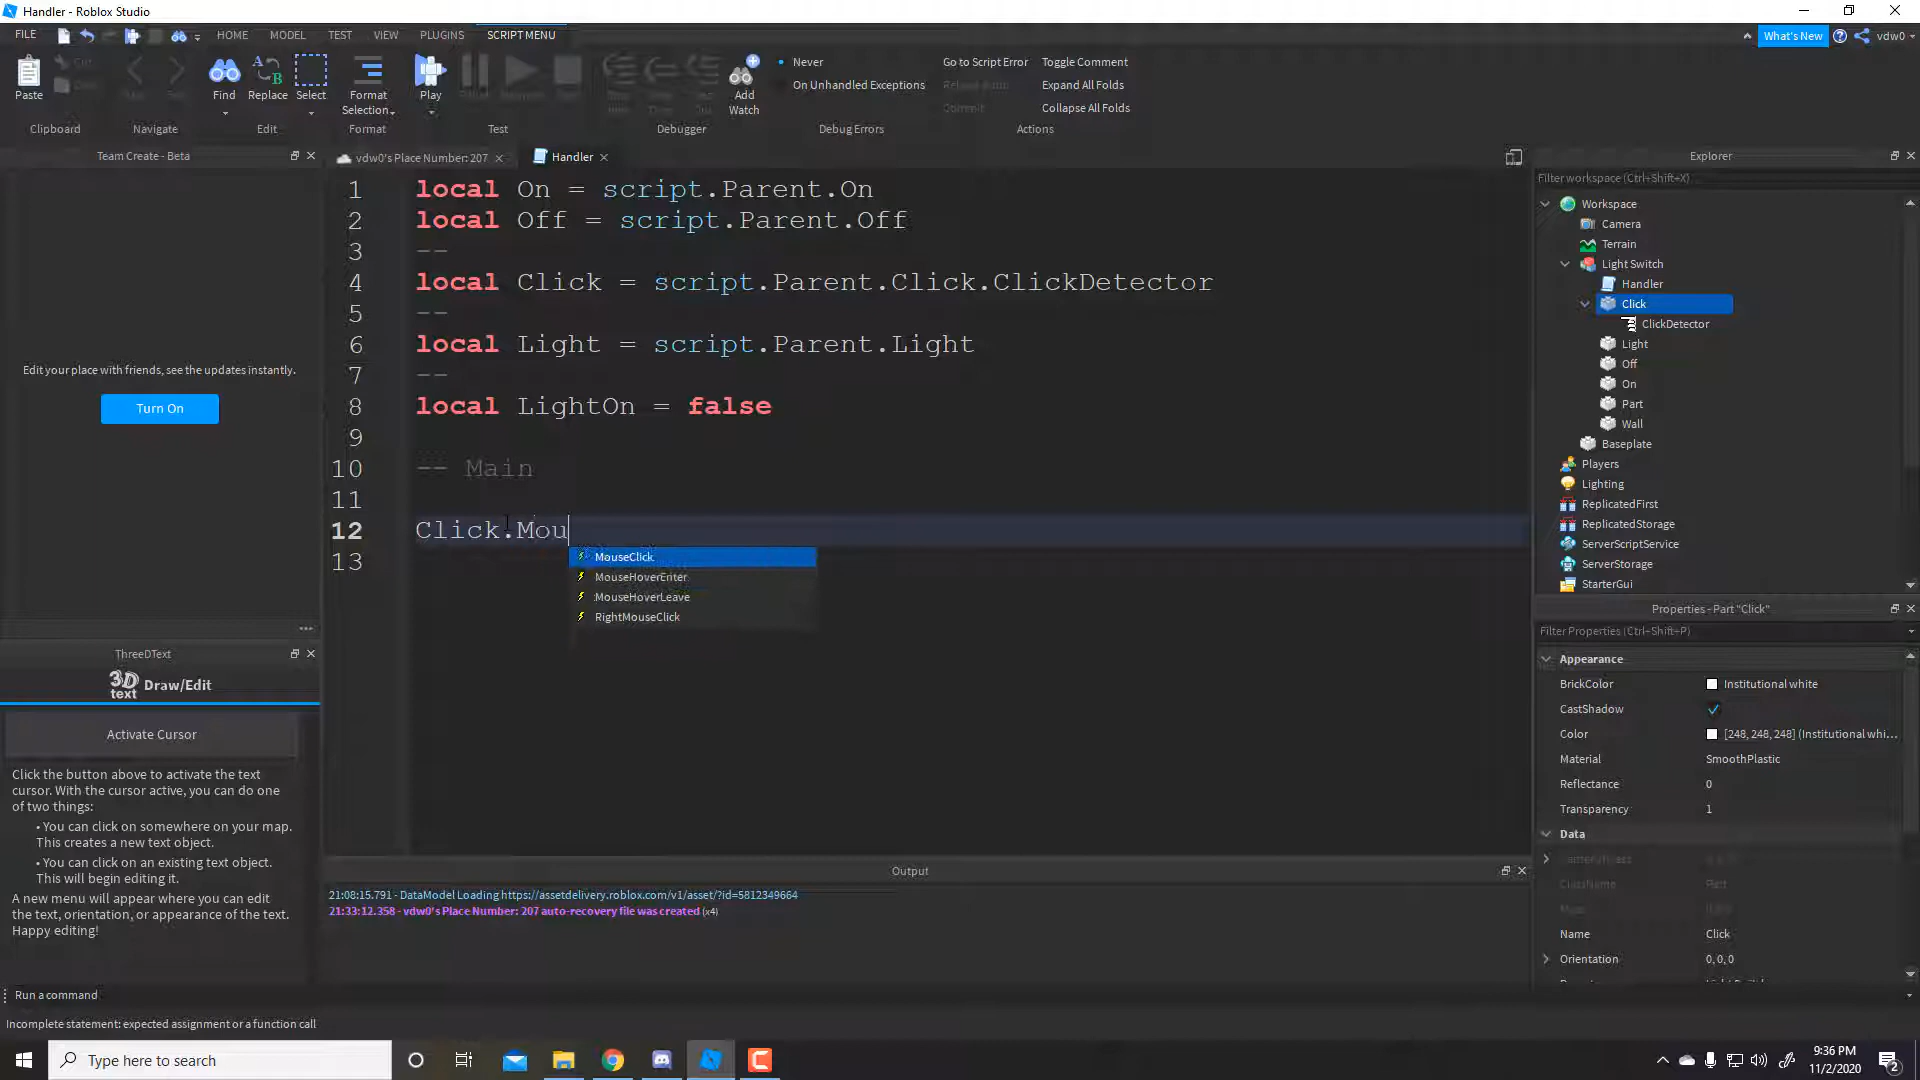 Handler - Roblox Studio
FILE
HOME
MODEL
TEST
VIEW
PLUGINS
SCRIPT MENU
What's New
vdw0
Paste
Find
Replace
Select
Format
Selection
Play
Add
Watch
Never
On Unhandled Exceptions
Go to Script Error
Commit
Toggle Comment
Expand All Folds
Collapse All Folds
Clipboard
Navigate
Edit
Format
Test
Debugger
Debug Errors
Actions
Team Create - Beta
Edit your place with friends, see the updates instantly.
Turn On
ThreeDText
3D text
Draw/Edit
Activate Cursor
Click the button above to activate the text
cursor. With the cursor active, you can do one
of two things:
• You can click on somewhere on your map.
This creates a new text object.
• You can click on an existing text object.
This will begin editing it.
A new menu will appear where you can edit
the text, orientation, or appearance of the text.
Happy editing!
vdw0's Place Number: 207
Handler
1 local On = script.Parent.On
2 local Off = script.Parent.Off
3 --
4 local Click = script.Parent.Click.ClickDetector
5 --
6 local Light = script.Parent.Light
7 --
8 local LightOn = false
9
10 -- Main
11
12 Click.Mou
13
MouseClick
MouseHoverEnter
MouseHoverLeave
RightMouseClick
Output
21:08:15.791 - DataModel Loading https://assetdelivery.roblox.com/v1/asset/?id=5812349664
21:33:12.358 - vdw0's Place Number: 207 auto-recovery file was created (x4)
Explorer
Filter workspace (Ctrl+Shift+X)
Workspace
Camera
Terrain
Light Switch
Handler
Click
ClickDetector
Light
Off
On
Part
Wall
Baseplate
Players
Lighting
ReplicatedFirst
ReplicatedStorage
ServerScriptService
ServerStorage
StarterGui
Properties - Part "Click"
Filter Properties (Ctrl+Shift+P)
Appearance
BrickColor Institutional white
CastShadow
Color [248, 248, 248] (Institutional whi...
Material SmoothPlastic
Reflectance 0
Transparency 1
Data
ClassName Part
Name Click
Orientation 0, 0, 0
Run a command
Incomplete statement: expected assignment or a function call
Type here to search
9:36 PM
11/2/2020
2